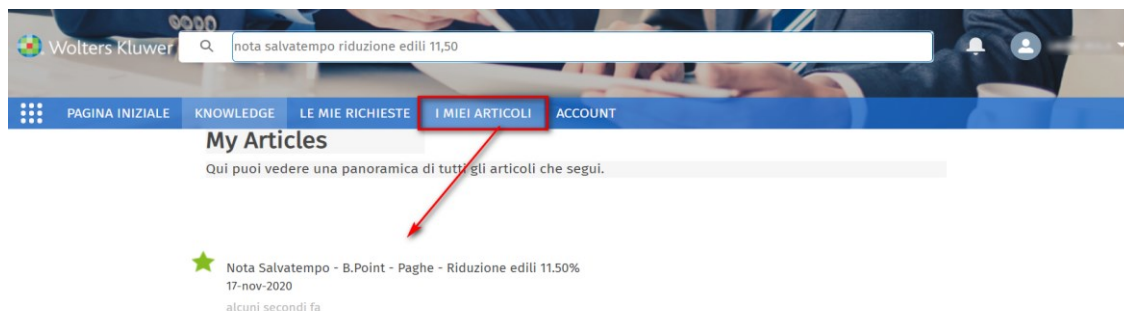 Wolters Kluwer
nota salvatempo riduzione edili 11,50
PAGINA INIZIALE KNOWLEDGE LE MIE RICHIESTE I MIEI ARTICOLI ACCOUNT
My Articles
Qui puoi vedere una panoramica di tutti gli articoli che segui.
Nota Salvatempo - B.Point - Paghe - Riduzione edili 11.50%
17-nov-2020
alcuni secondi fa